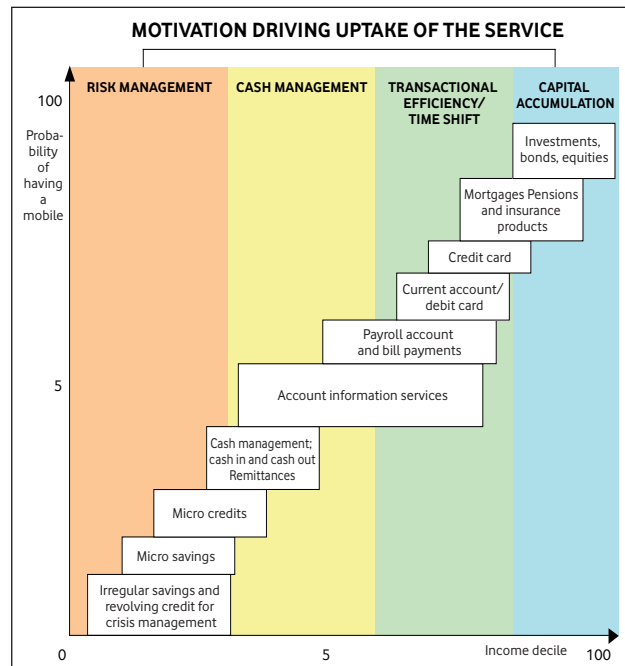 MOTIVATION DRIVING UPTAKE OF THE SERVICE
RISK MANAGEMENT
CASH MANAGEMENT
TRANSACTIONAL
EFFICIENCY/
TIME SHIFT
CAPITAL
ACCUMULATION
100
Proba-
bility
of
having
a
mobile
Investments,
bonds, equities
Mortgages Pensions
and insurance
products
Credit card
Current account/
debit card
Payroll account
and bill payments
5
Account information services
Cash management;
cash in and cash out
Remittances
Micro credits
Micro savings
Irregular savings and
revolving credit for
crisis management
0
5
Income decile
100